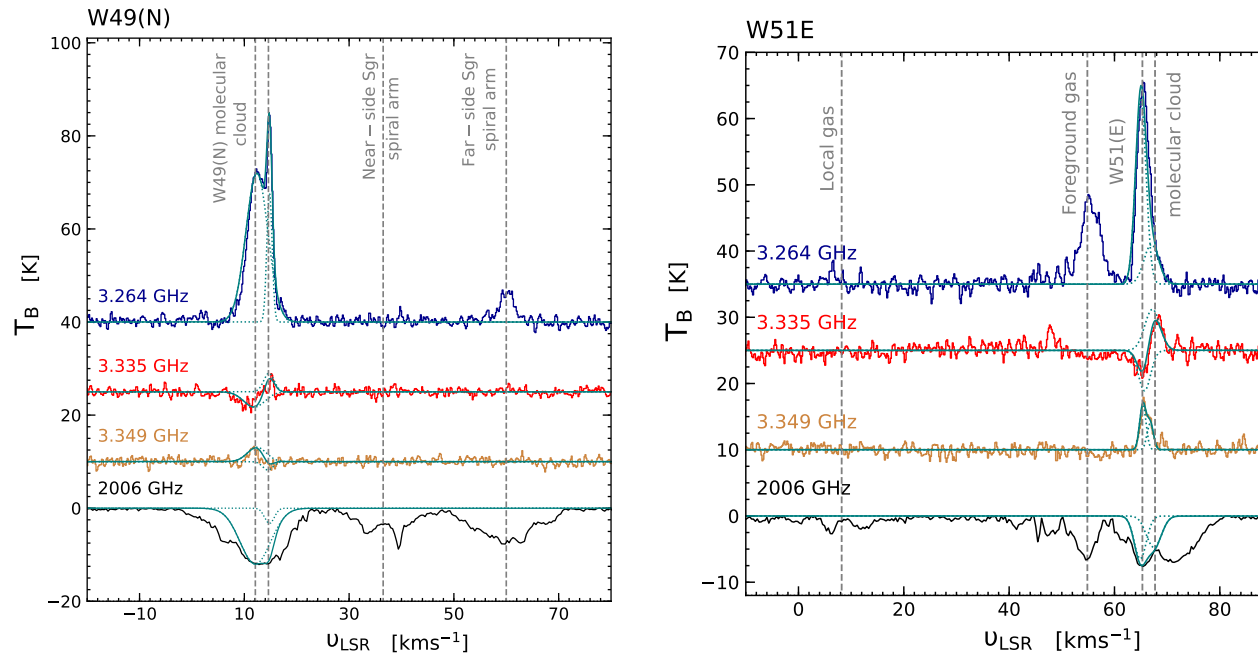 W49(N)
100
80
60
40
20
0
−20
T_B [K]
W49(N) molecular
cloud
Near−side Sgr
spiral arm
Far−side Sgr
spiral arm
3.264 GHz
3.335 GHz
3.349 GHz
2006 GHz
−10
10
30
50
70
υ_LSR [kms⁻¹]
W51E
70
60
50
40
30
20
10
0
−10
T_B [K]
Local gas
Foreground gas
W51(E)
molecular cloud
3.264 GHz
3.335 GHz
3.349 GHz
2006 GHz
0
20
40
60
80
υ_LSR [kms⁻¹]